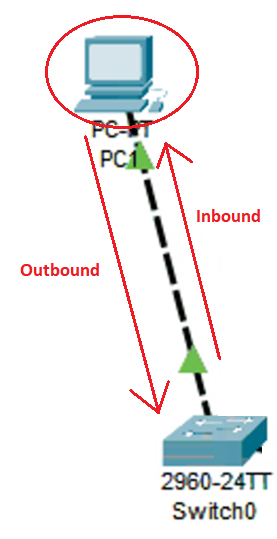 PC-PT
PC1
Inbound
Outbound
2960-24TT
Switch0